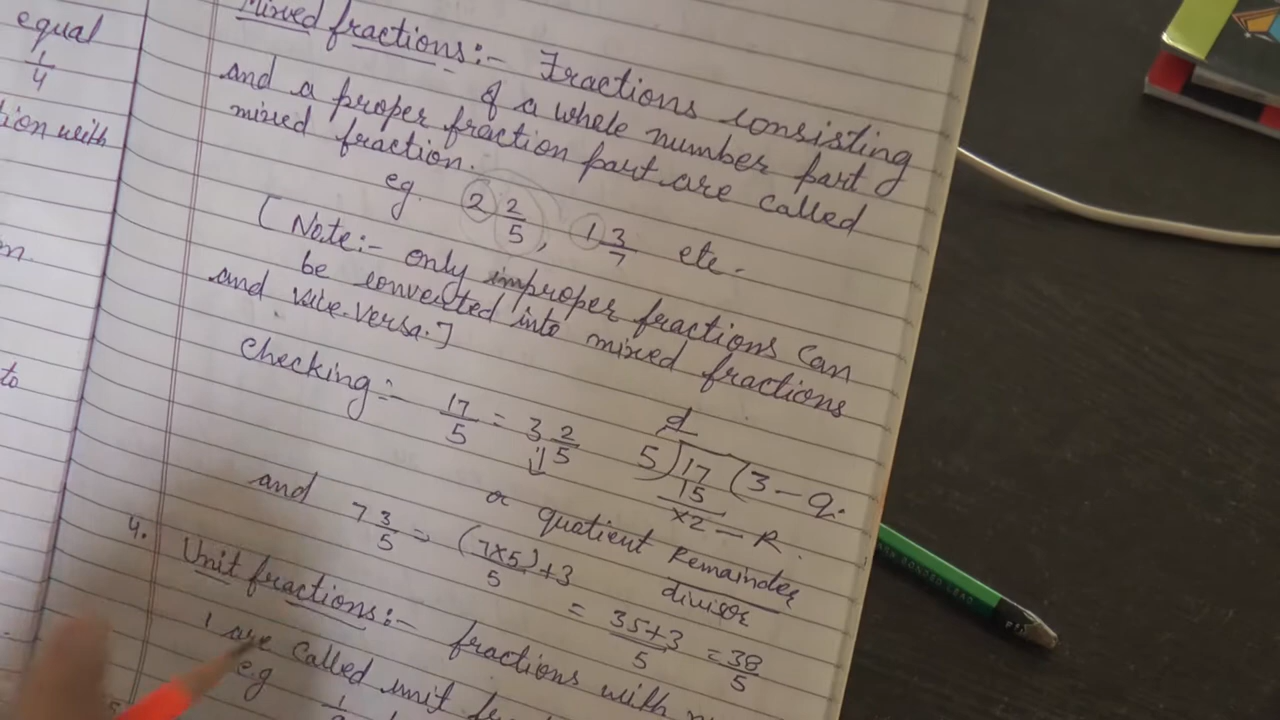 equal
1/4
tion with
to
Mixed fractions:- Fractions consisting
of a whole number part
and a proper fraction part are called
mixed fraction.
eg. 2 2/5, 1 3/7 etc.
[Note:- only improper fractions can
be converted into mixed fractions
and vice-versa.]
Checking:- 17/5 = 3 2/5
d
5)17(3 - Q.
15
×2 - R.
or quotient Remainder/divisor
and 7 3/5 = (7×5)+3/5
= 35+3/5 = 38/5
4. Unit fractions:- fractions with
1 are called unit
e.g